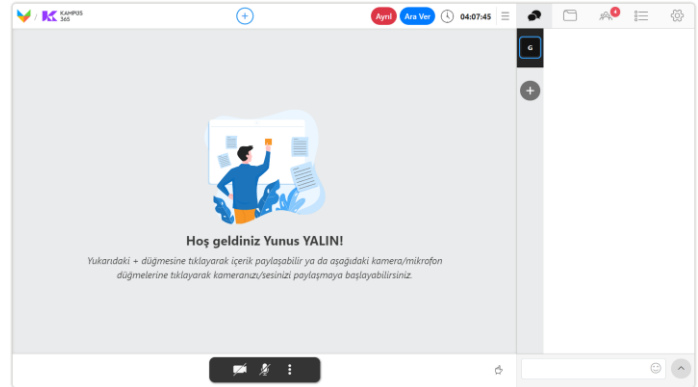 / KAMPÜS
365
Ayrıl Ara Ver 04:07:45
4
G
Hoş geldiniz Yunus YALIN!
Yukarıdaki + düğmesine tıklayarak içerik paylaşabilir ya da aşağıdaki kamera/mikrofon
düğmelerine tıklayarak kameranızı/sesinizi paylaşmaya başlayabilirsiniz.